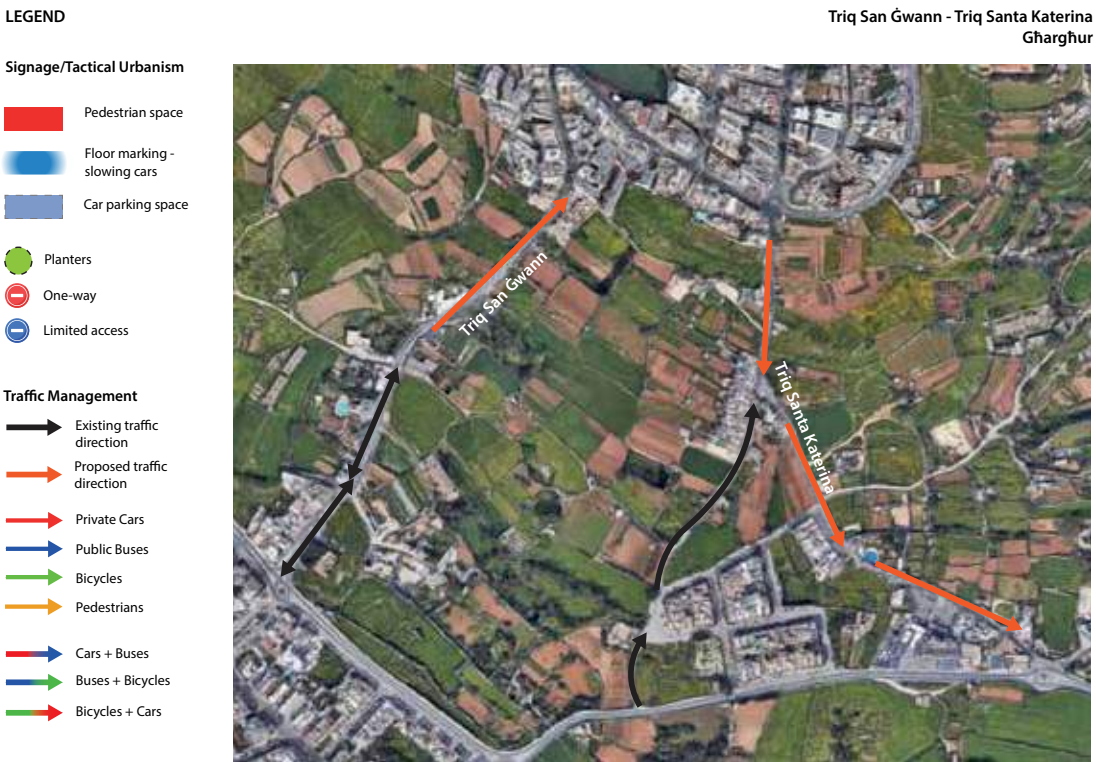 LEGEND
Triq San Ġwann - Triq Santa Katerina
Għargħur
Signage/Tactical Urbanism
Pedestrian space
Floor marking -
slowing cars
Car parking space
Planters
One-way
Limited access
Traffic Management
Existing traffic
direction
Proposed traffic
direction
Private Cars
Public Buses
Bicycles
Pedestrians
Cars + Buses
Buses + Bicycles
Bicycles + Cars
Triq San Ġwann
Triq Santa Katerina